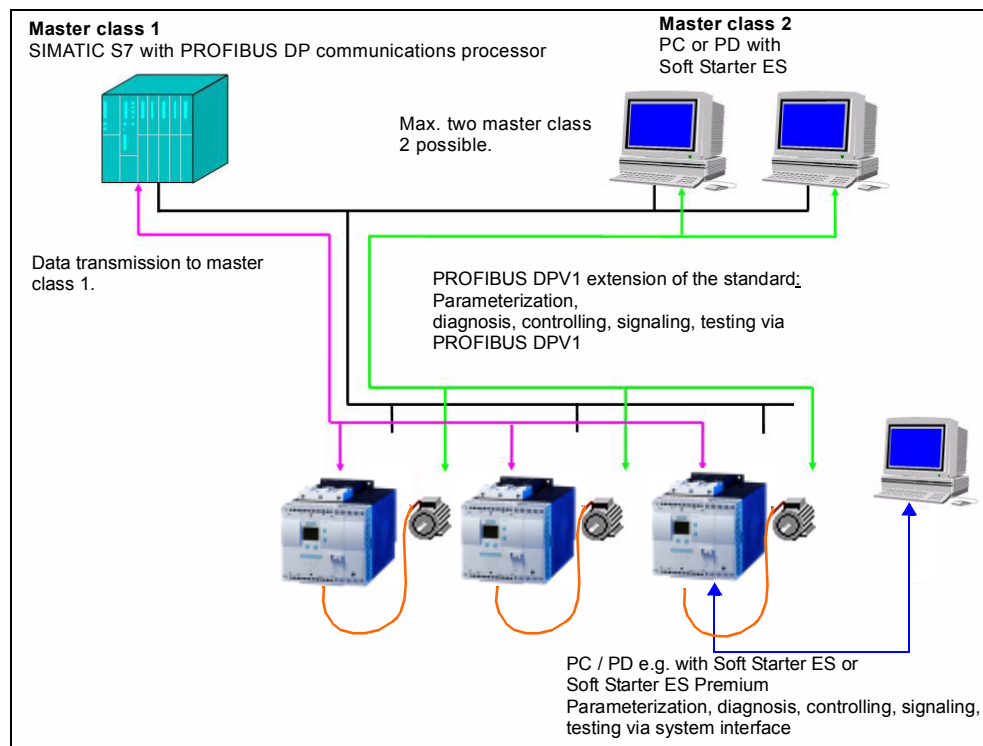 Master class 1
SIMATIC S7 with PROFIBUS DP communications processor
Master class 2
PC or PD with
Soft Starter ES
Max. two master class
2 possible.
Data transmission to master
class 1.
PROFIBUS DPV1 extension of the standard:
Parameterization,
diagnosis, controlling, signaling, testing via
PROFIBUS DPV1
PC / PD e.g. with Soft Starter ES or
Soft Starter ES Premium
Parameterization, diagnosis, controlling, signaling,
testing via system interface